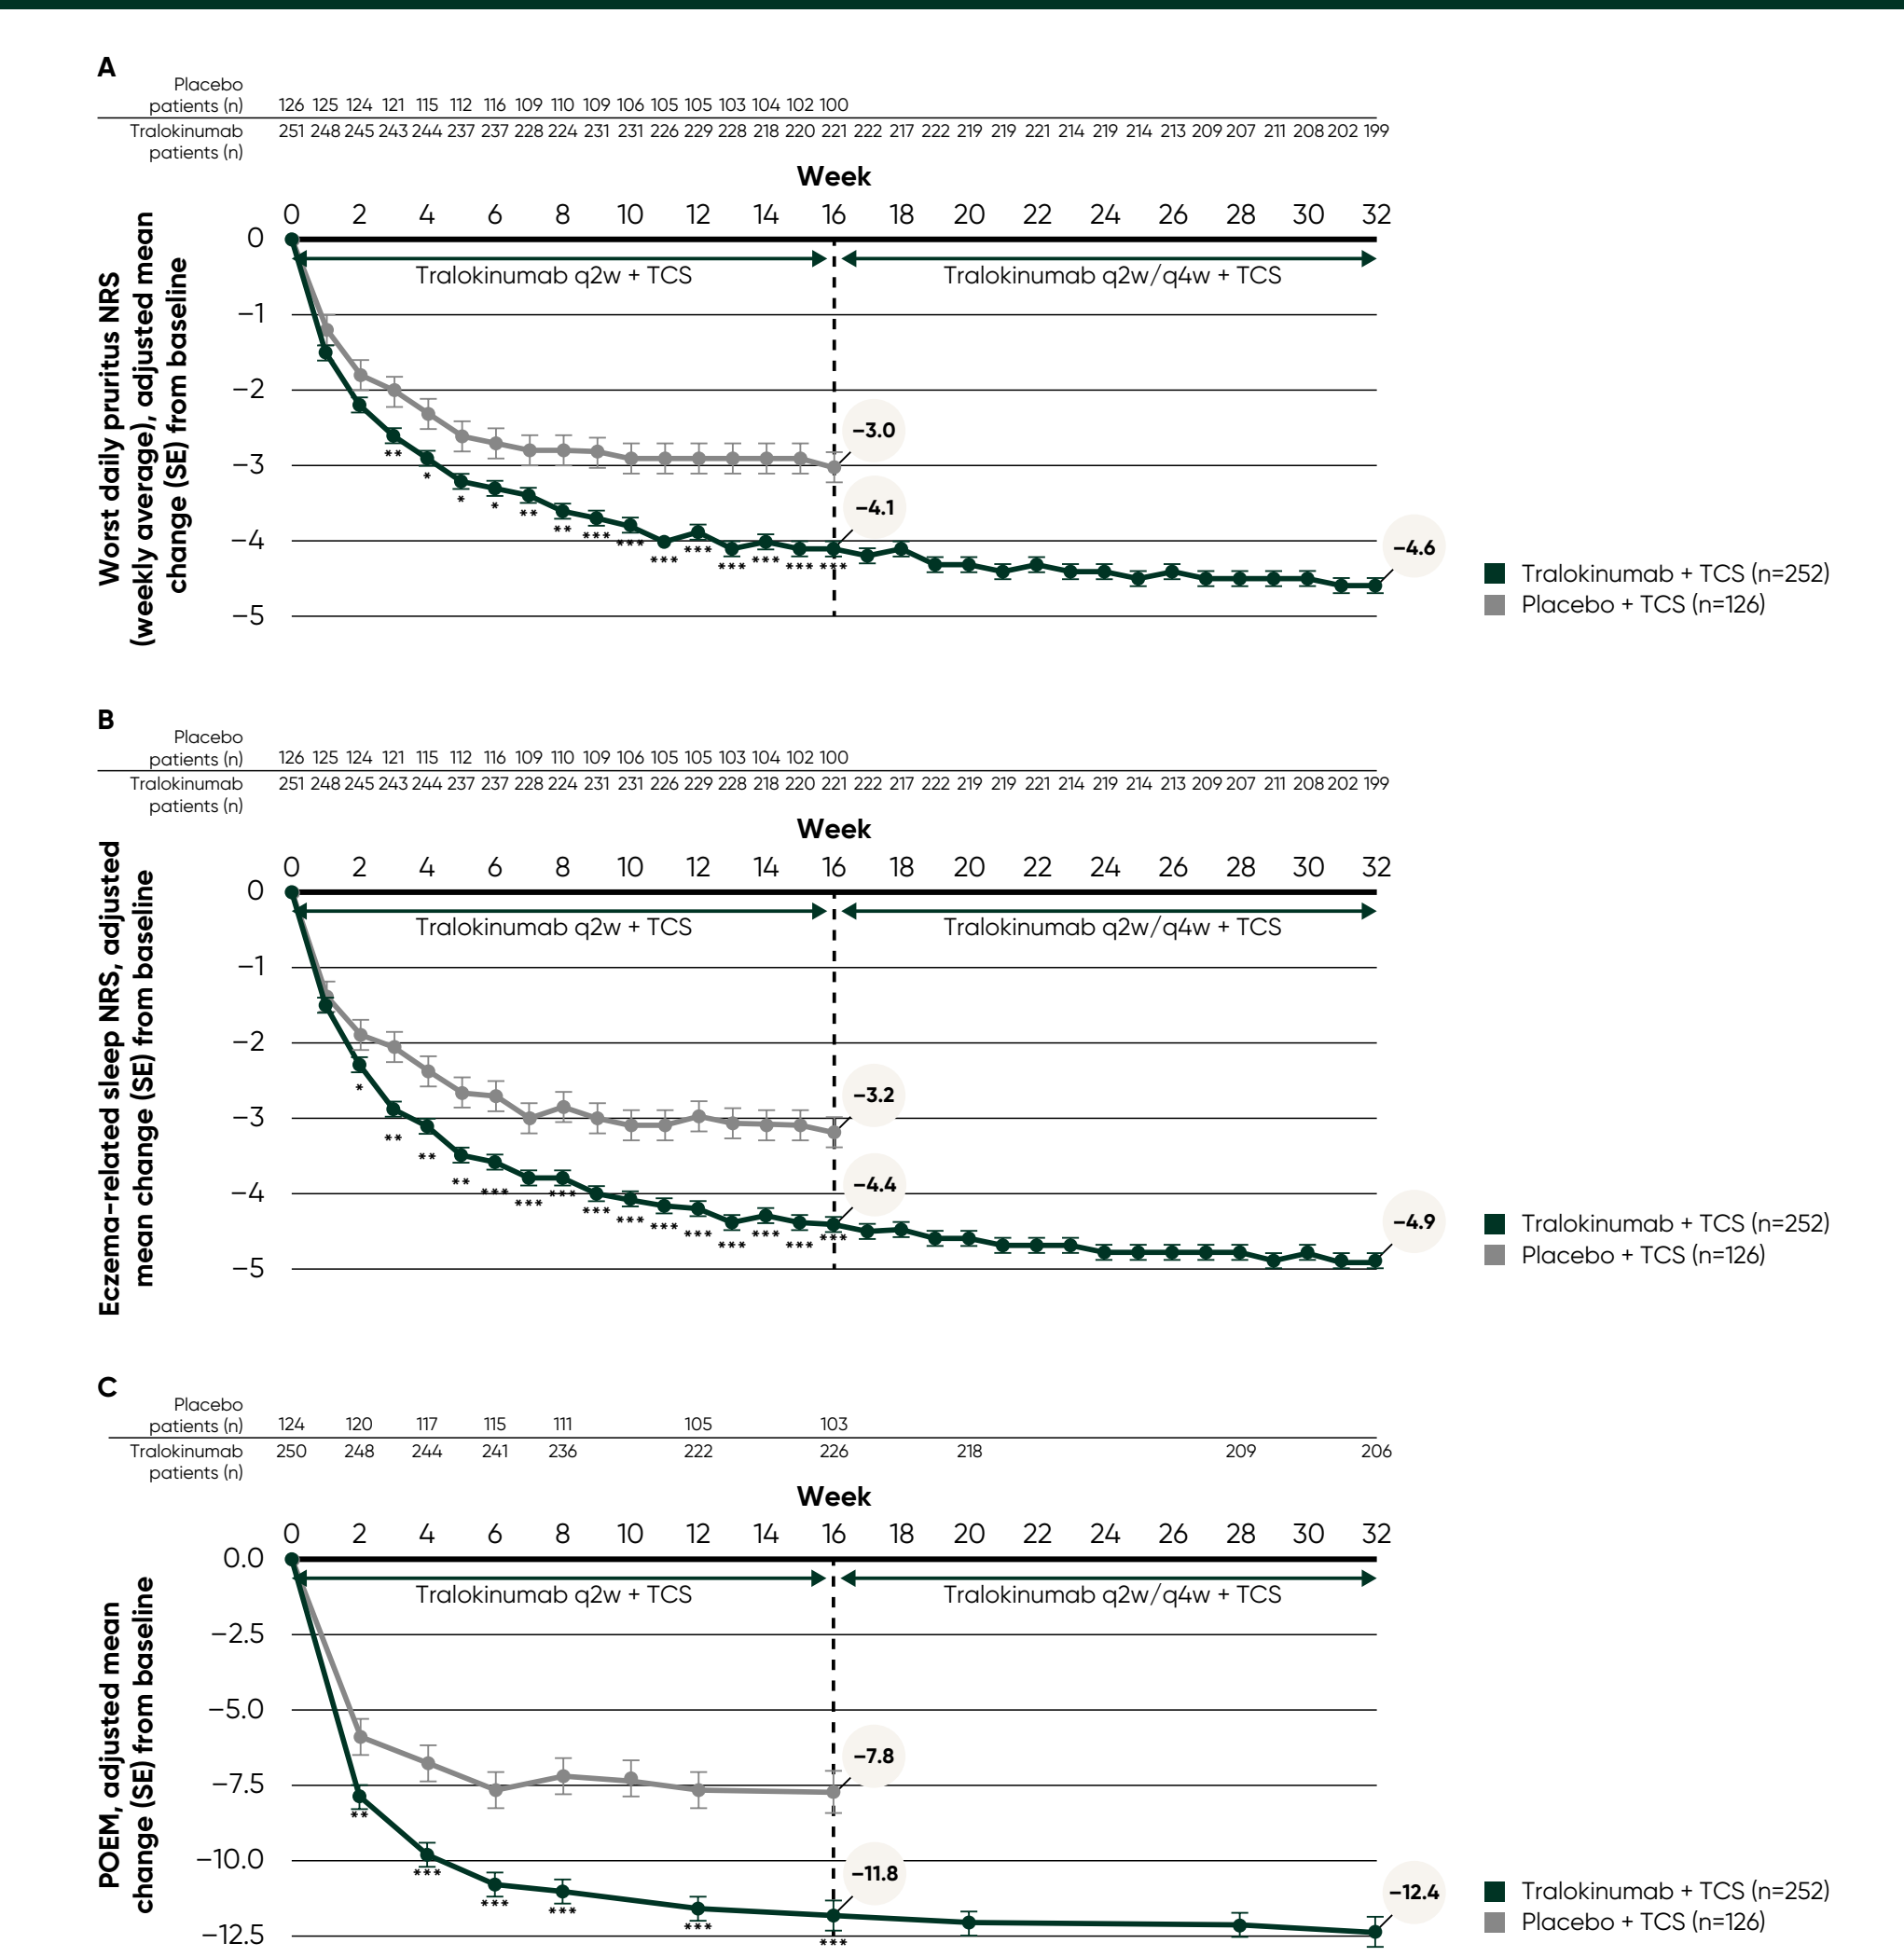 A
Placebo
patients (n) 126 125 124 121 115 112 116 109 110 109 106 105 105 103 104 102 100
Tralokinumab 251 248 245 243 244 237 237 228 224 231 231 226 229 228 218 220 221 222 217 222 219 219 221 214 219 214 213 209 207 211 208 202 199
patients (n)
Week
0 2 4 6 8 10 12 14 16 18 20 22 24 26 28 30 32
Worst daily pruritus NRS
(weekly average), adjusted mean
change (SE) from baseline
0
Tralokinumab q2w + TCS
Tralokinumab q2w/q4w + TCS
−1
−2
−3
−4
−5
−3.0
−4.1
−4.6
** * * * ** ** *** *** *** *** *** *** *** ***
Tralokinumab + TCS (n=252)
Placebo + TCS (n=126)
B
Placebo
patients (n) 126 125 124 121 115 112 116 109 110 109 106 105 105 103 104 102 100
Tralokinumab 251 248 245 243 244 237 237 228 224 231 231 226 229 228 218 220 221 222 217 222 219 219 221 214 219 214 213 209 207 211 208 202 199
patients (n)
Week
0 2 4 6 8 10 12 14 16 18 20 22 24 26 28 30 32
Eczema-related sleep NRS, adjusted
mean change (SE) from baseline
0
Tralokinumab q2w + TCS
Tralokinumab q2w/q4w + TCS
−1
−2
−3
−4
−5
−3.2
−4.4
−4.9
* ** ** ** *** *** *** *** *** *** *** *** *** *** ***
Tralokinumab + TCS (n=252)
Placebo + TCS (n=126)
C
Placebo
patients (n) 124 120 117 115 111 105 103
Tralokinumab 250 248 244 241 236 222 226 218 209 206
patients (n)
Week
0 2 4 6 8 10 12 14 16 18 20 22 24 26 28 30 32
POEM, adjusted mean
change (SE) from baseline
0.0
Tralokinumab q2w + TCS
Tralokinumab q2w/q4w + TCS
−2.5
−5.0
−7.5
−10.0
−12.5
−7.8
−11.8
−12.4
** *** *** *** *** ***
Tralokinumab + TCS (n=252)
Placebo + TCS (n=126)